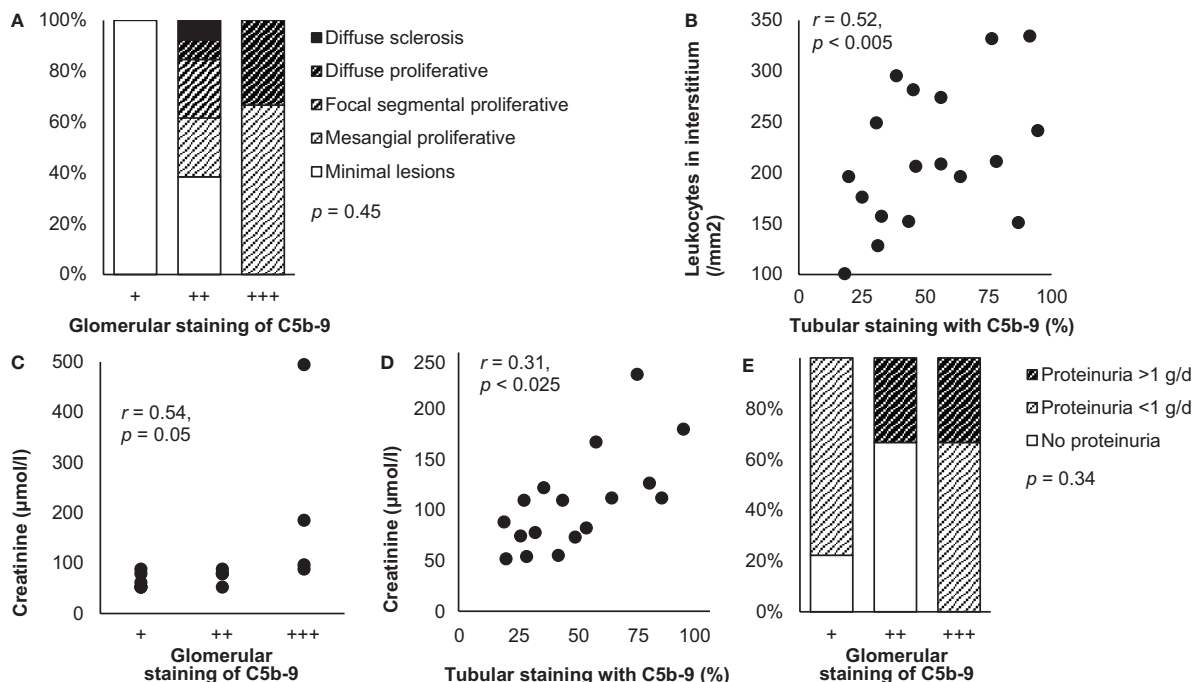 A
100%
80%
60%
40%
20%
0%
+
++
+++
Glomerular staining of C5b-9
Diffuse sclerosis
Diffuse proliferative
Focal segmental proliferative
Mesangial proliferative
Minimal lesions
p = 0.45
B
Leukocytes in interstitium
(/mm2)
350
300
250
200
150
100
r = 0.52,
p < 0.005
0
25
50
75
100
Tubular staining with C5b-9 (%)
C
Creatinine (µmol/l)
500
400
300
200
100
0
r = 0.54,
p = 0.05
+
++
+++
Glomerular
staining of C5b-9
D
Creatinine (µmol/l)
250
200
150
100
50
0
r = 0.31,
p < 0.025
0
25
50
75
100
Tubular staining with C5b-9 (%)
E
80%
60%
40%
20%
0%
+
++
+++
Glomerular
staining of C5b-9
Proteinuria >1 g/d
Proteinuria <1 g/d
No proteinuria
p = 0.34